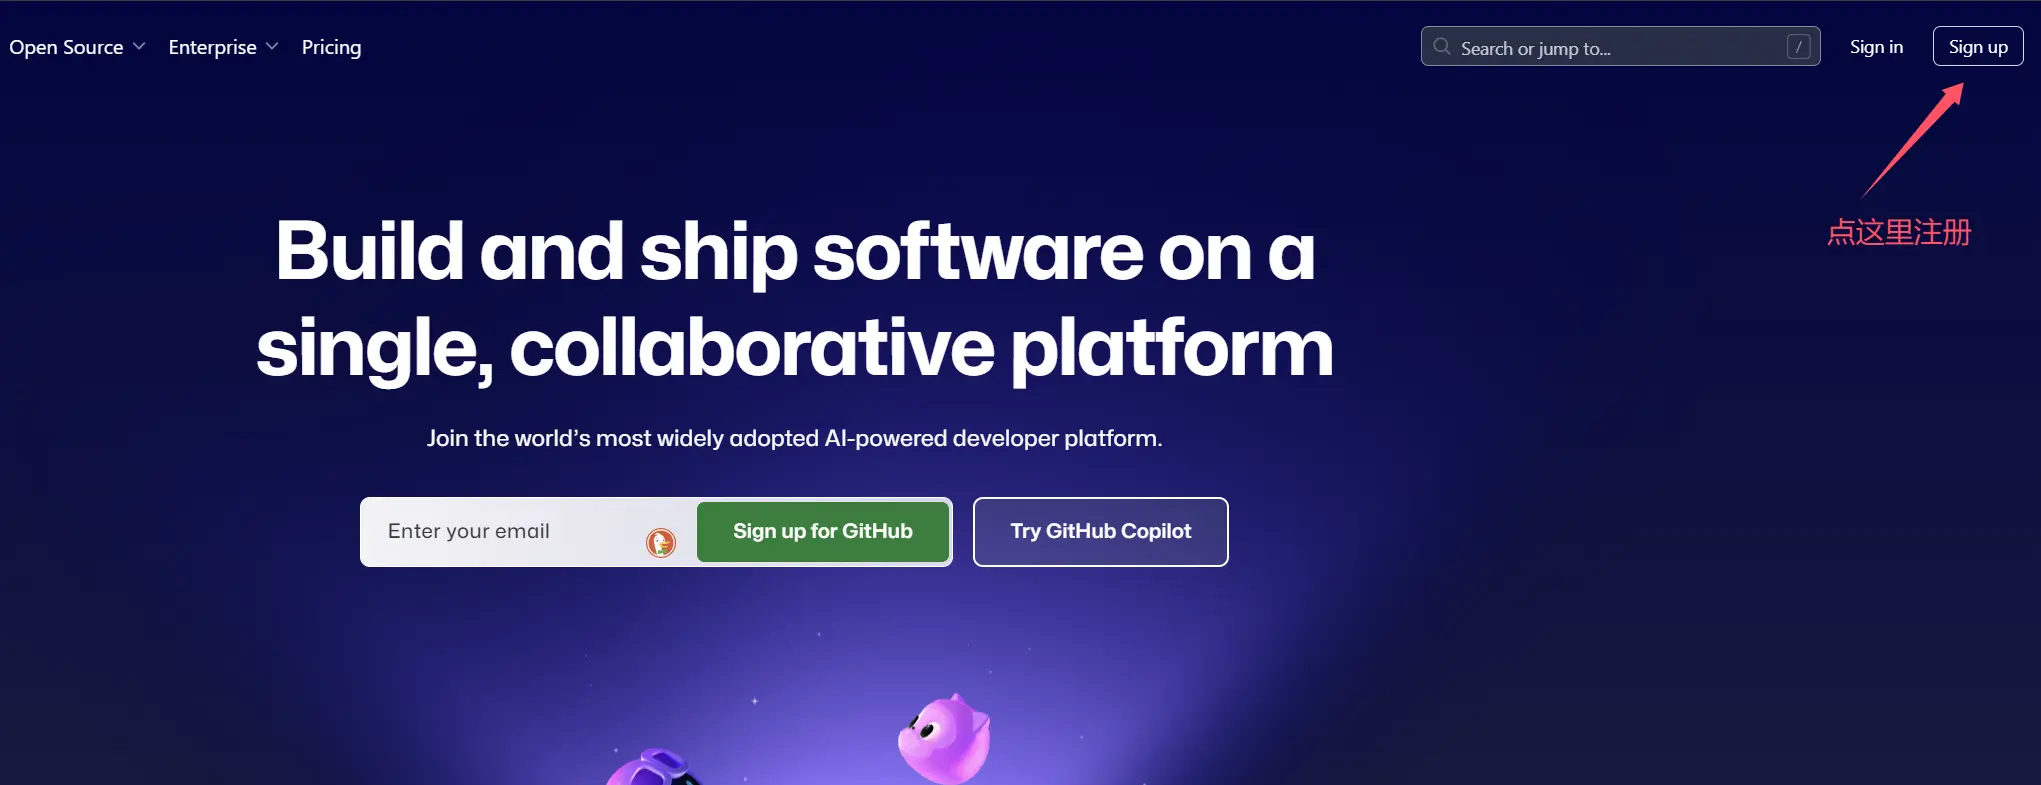 Open Source Enterprise Pricing Search or jump to... / Sign in Sign up
点这里注册
Build and ship software on a
single, collaborative platform
Join the world's most widely adopted AI-powered developer platform.
Enter your email Sign up for GitHub Try GitHub Copilot